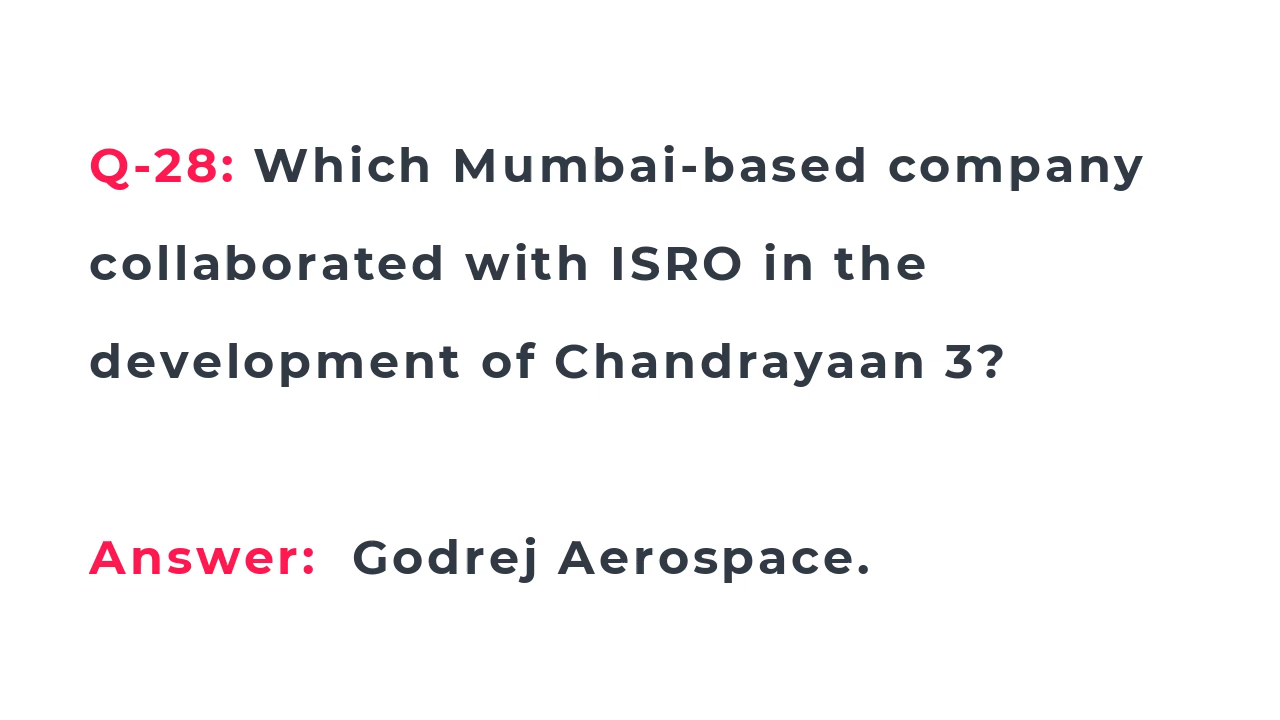 Q-28: Which Mumbai-based company
collaborated with ISRO in the
development of Chandrayaan 3?
Answer: Godrej Aerospace.